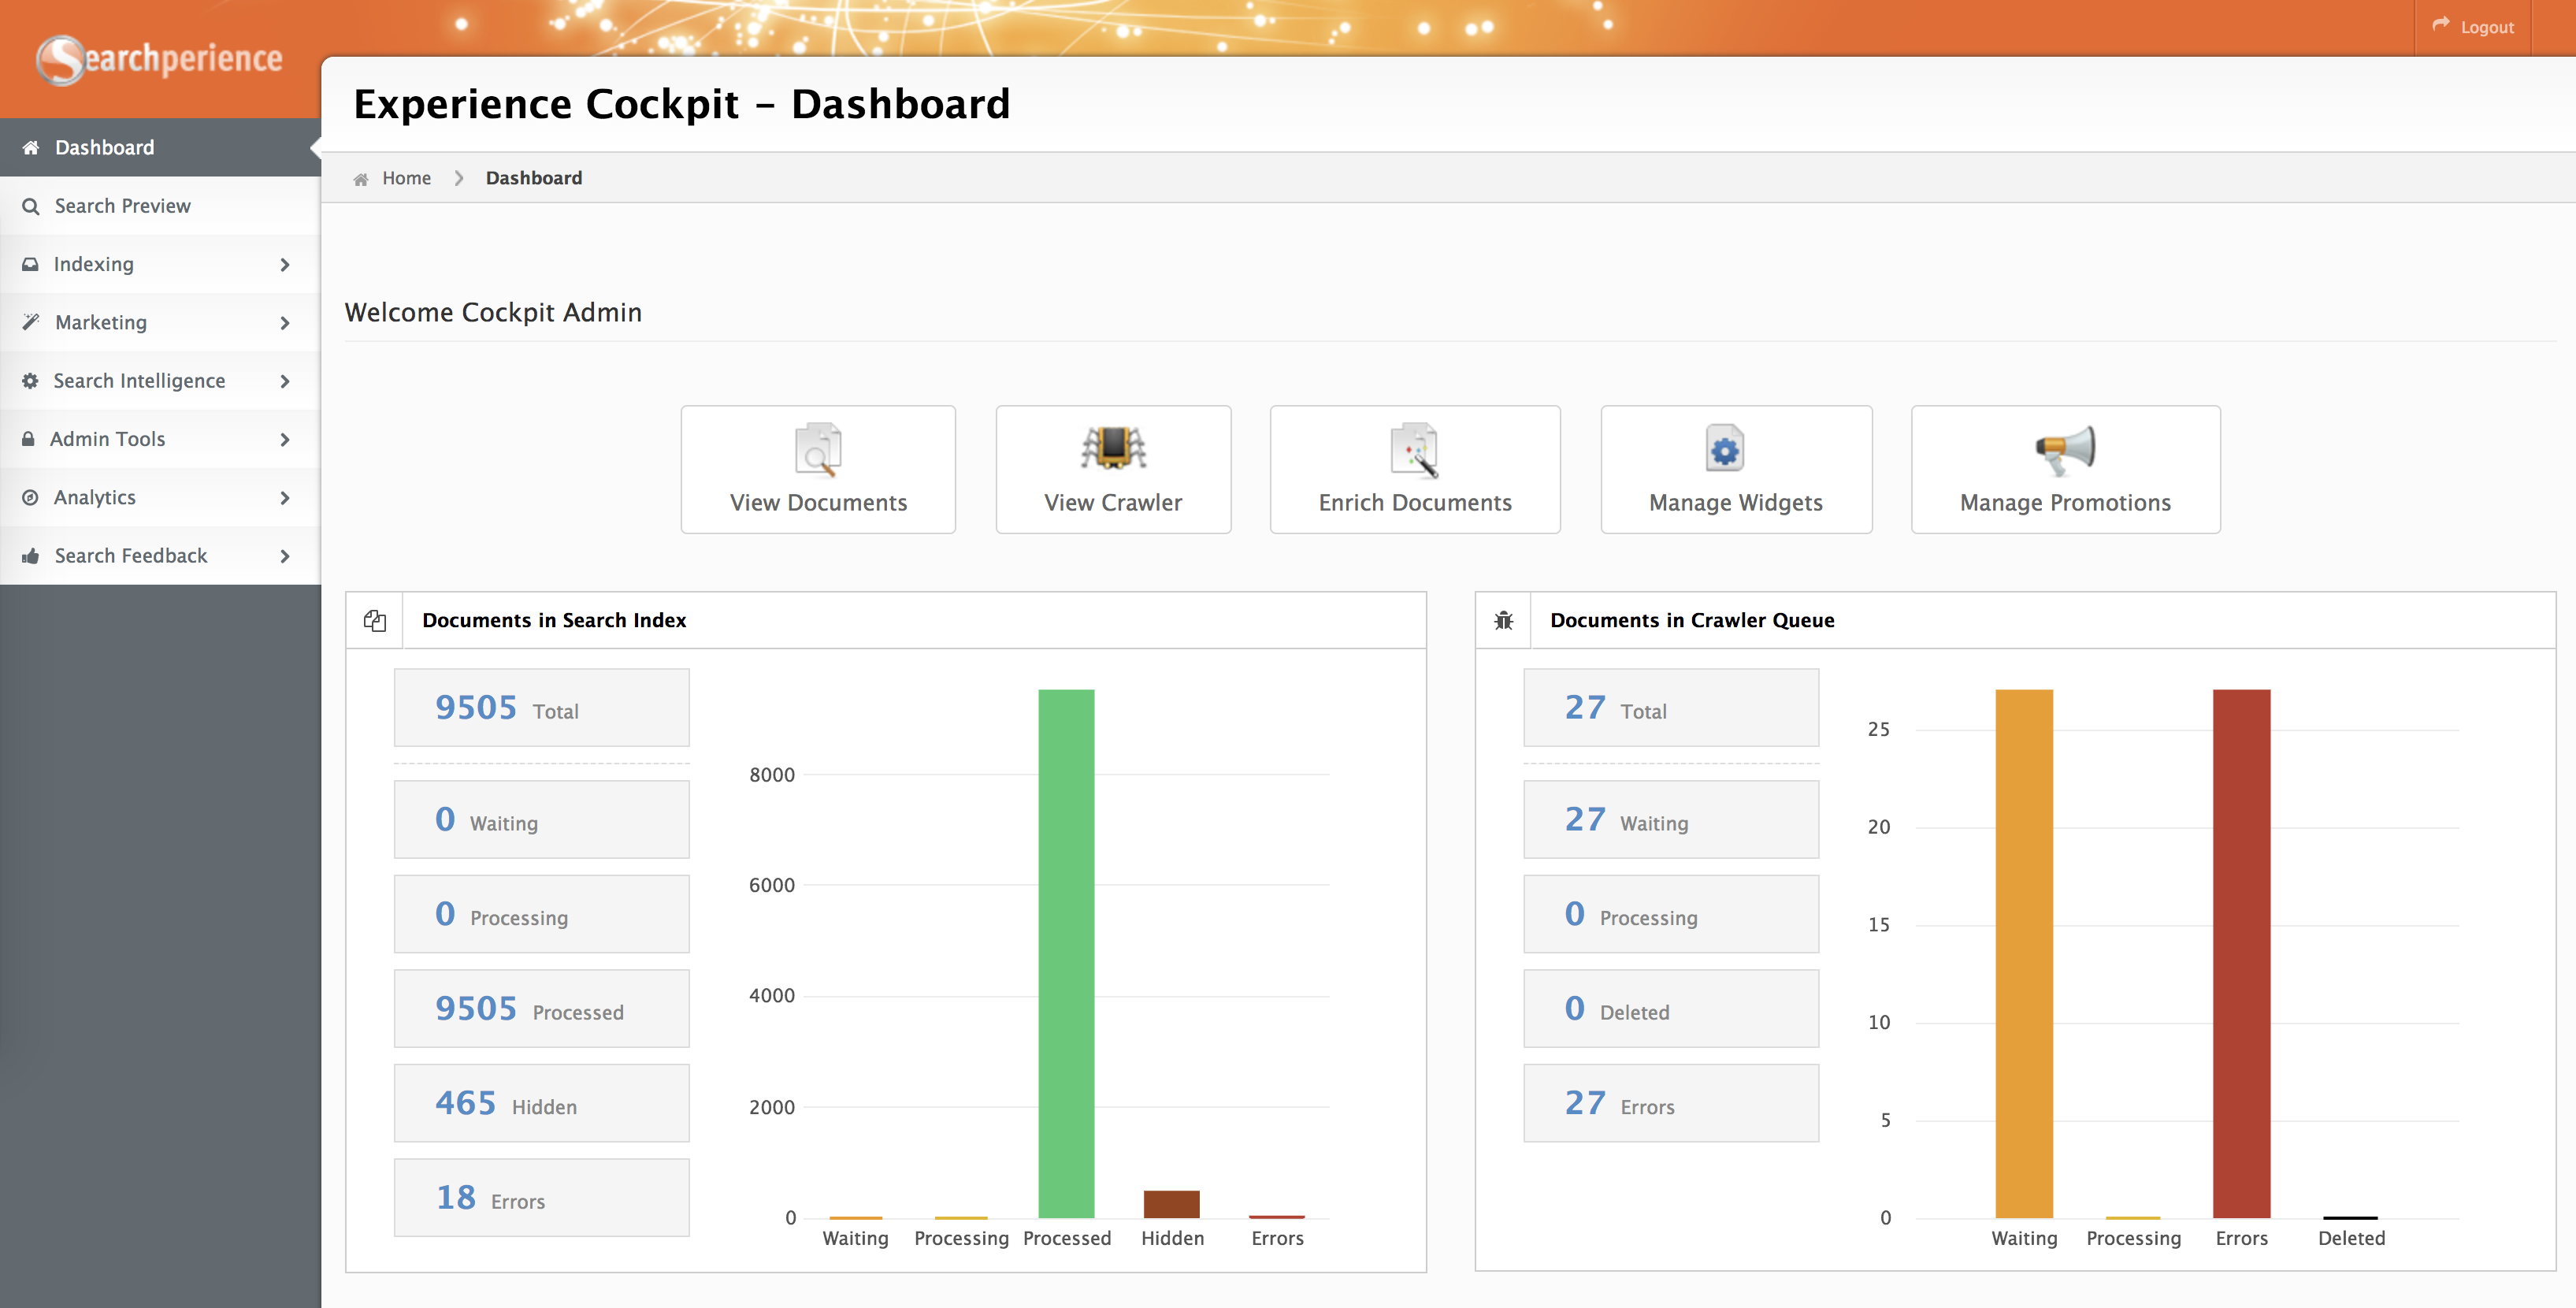 Searchperience
Logout
Experience Cockpit – Dashboard
Home
Dashboard
Dashboard
Search Preview
Indexing
Marketing
Search Intelligence
Admin Tools
Analytics
Search Feedback
Welcome Cockpit Admin
View Documents
View Crawler
Enrich Documents
Manage Widgets
Manage Promotions
Documents in Search Index
9505 Total
0 Waiting
0 Processing
9505 Processed
465 Hidden
18 Errors
8000
6000
4000
2000
0
Waiting Processing Processed Hidden Errors
Documents in Crawler Queue
27 Total
27 Waiting
0 Processing
0 Deleted
27 Errors
25
20
15
10
5
0
Waiting Processing Errors Deleted